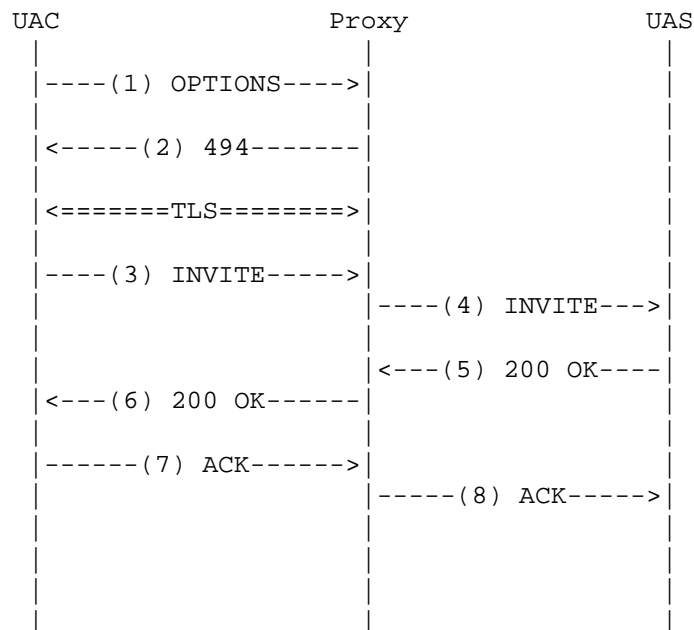 UAC                 Proxy               UAS
 |                    |                  |
 |----(1) OPTIONS---->|                  |
 |                    |                  |
 |<-----(2) 494-------|                  |
 |                    |                  |
 |<=======TLS========>|                  |
 |                    |                  |
 |----(3) INVITE----->|                  |
 |                    |----(4) INVITE--->|
 |                    |                  |
 |                    |<---(5) 200 OK----|
 |<---(6) 200 OK------|                  |
 |                    |                  |
 |------(7) ACK------>|                  |
 |                    |-----(8) ACK----->|
 |                    |                  |
 |                    |                  |
 |                    |                  |
 |                    |                  |